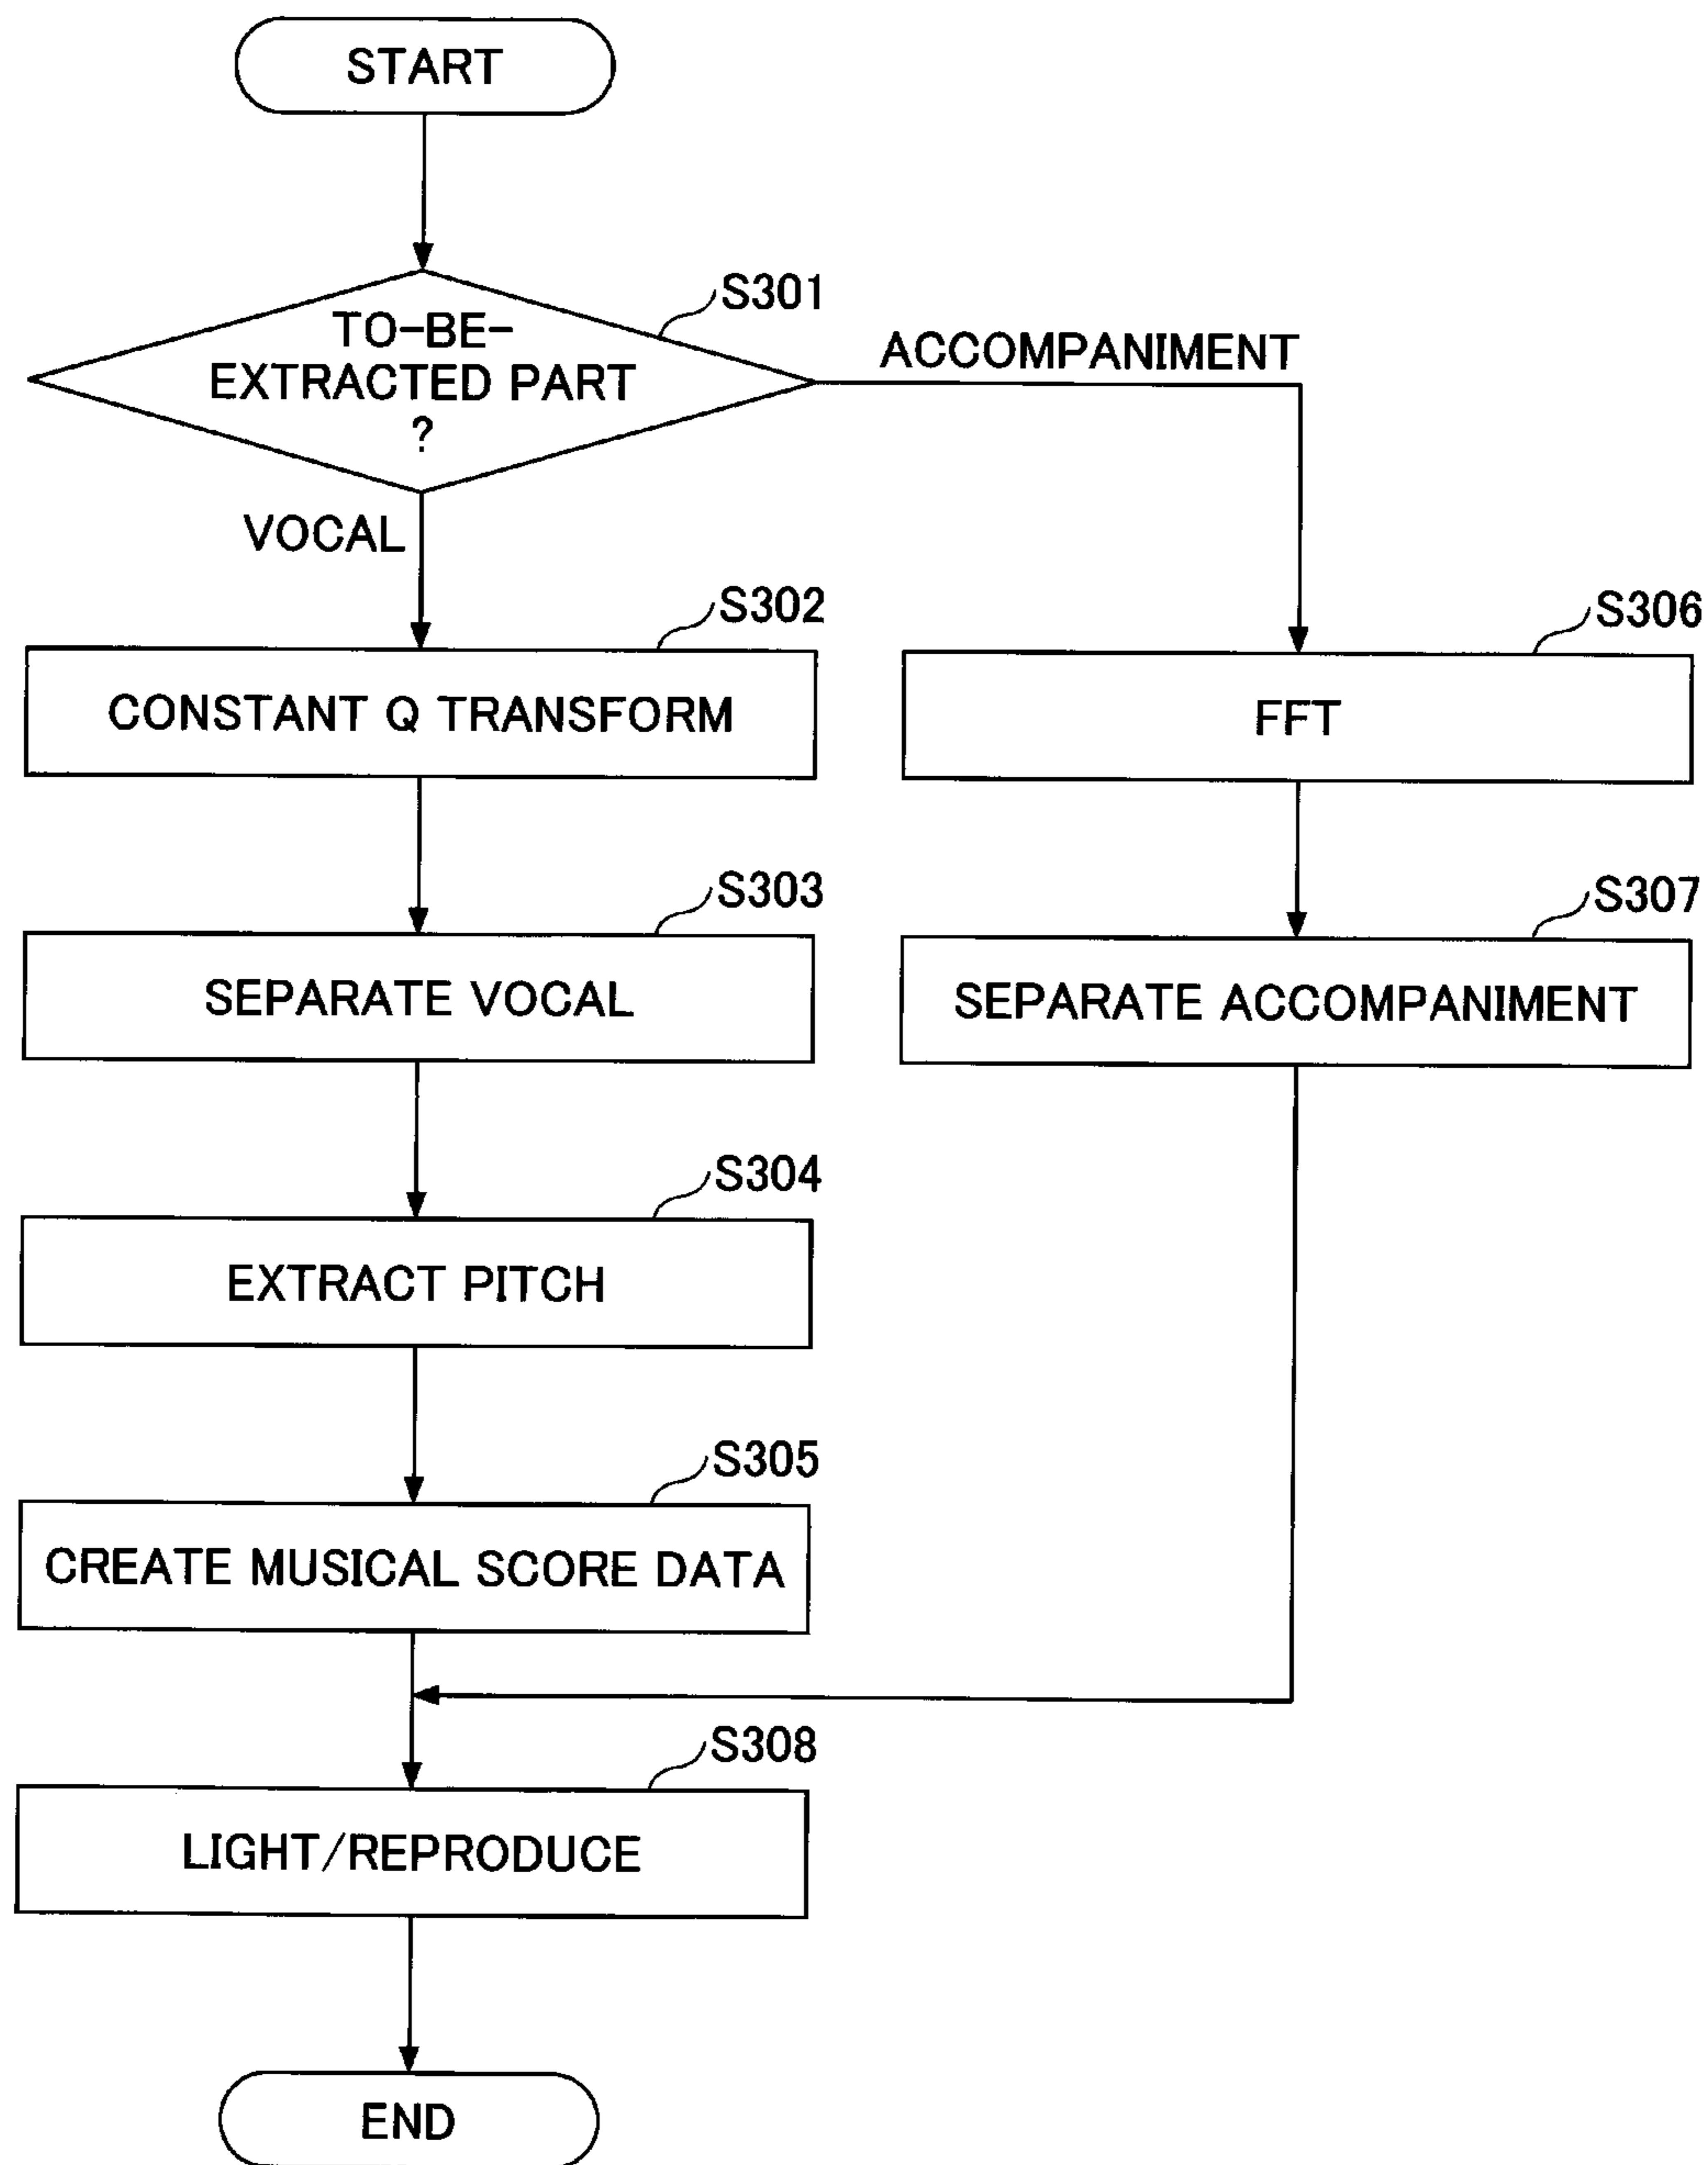 START
S301
TO-BE-
EXTRACTED PART
?
ACCOMPANIMENT
VOCAL
S302
CONSTANT Q TRANSFORM
S306
FFT
S303
SEPARATE VOCAL
S307
SEPARATE ACCOMPANIMENT
S304
EXTRACT PITCH
S305
CREATE MUSICAL SCORE DATA
S308
LIGHT/REPRODUCE
END